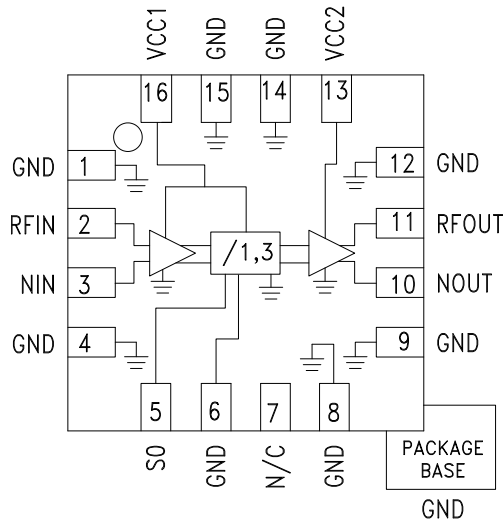 VCC1
GND
GND
VCC2
16
15
14
13
GND
1
12
GND
RFIN
2
11
RFOUT
/1,3
NIN
3
10
NOUT
GND
4
9
GND
5
6
7
8
S0
GND
N/C
GND
PACKAGE
BASE
GND